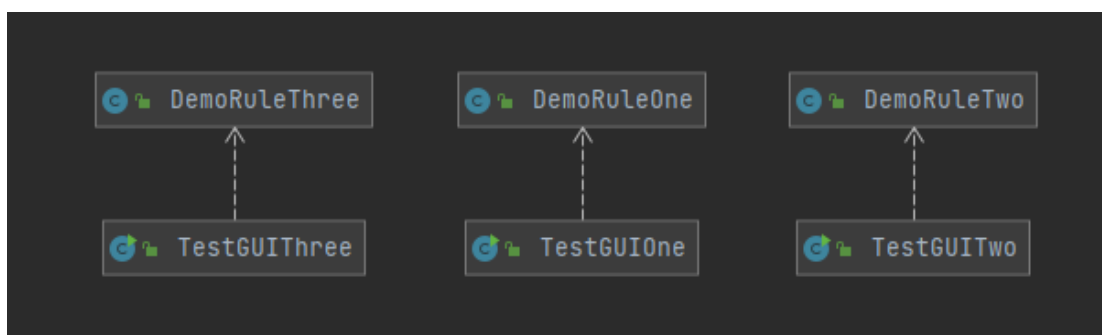 DemoRuleThree
DemoRuleOne
DemoRuleTwo
TestGUIThree
TestGUIOne
TestGUITwo